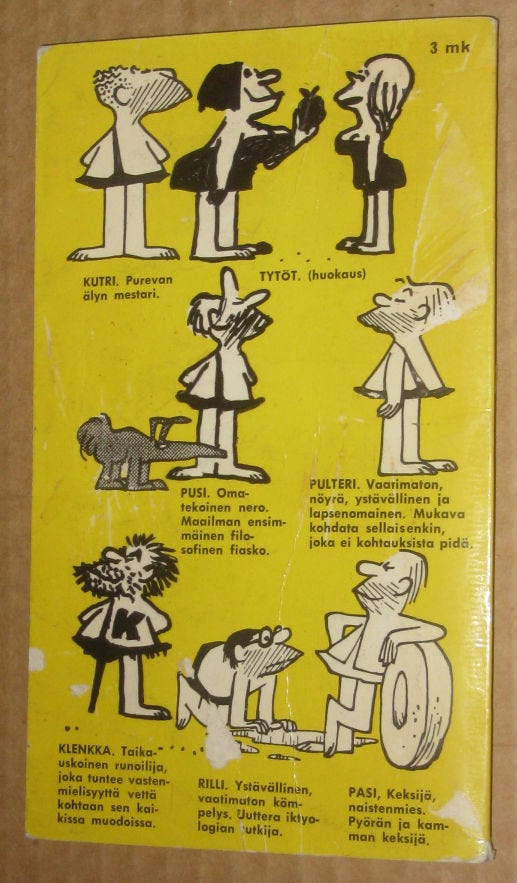 3 mk
KUTRI. Purevan
älyn mestari.
TYTÖT. (huokaus)
PUSI. Oma-
tekoinen nero.
Maailman ensim-
mäinen filo-
sofinen fiasko.
PULTERI. Vaarimaton,
nöyrä, ystävällinen ja
lapsenomainen. Mukava
kohdata sellaisenkin,
joka ei kohtauksista pidä.
K
KLENKKA. Taika-
uskoinen runoilija,
joka tuntee vasten-
mielisyyttä vettä
kohtaan sen kai-
kissa muodoissa.
RILLI. Ystävällinen,
vaatimaton köm-
pelys. Uuttera iktyo-
logian tutkija.
PASI, Keksijä,
naistenmies.
Pyörän ja kam-
man keksijä.